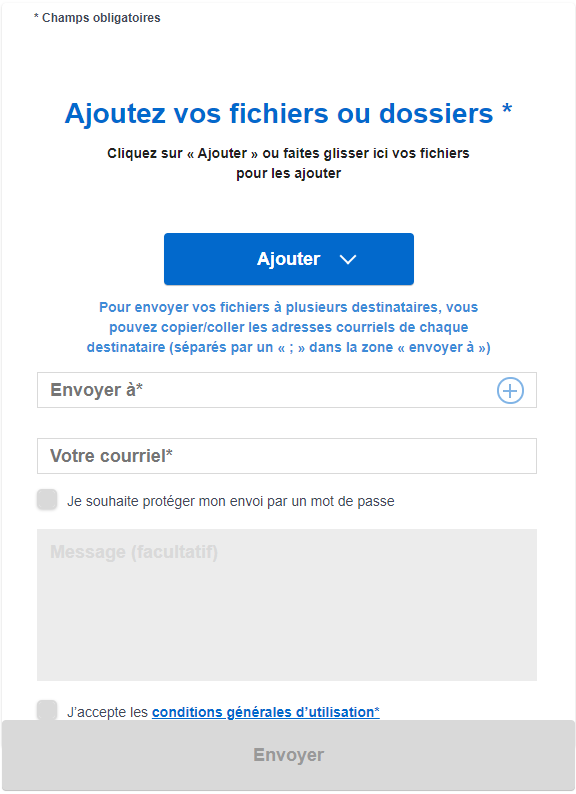 * Champs obligatoires
Ajoutez vos fichiers ou dossiers *
Cliquez sur « Ajouter » ou faites glisser ici vos fichiers
pour les ajouter
Ajouter
Pour envoyer vos fichiers à plusieurs destinataires, vous
pouvez copier/coller les adresses courriels de chaque
destinataire (séparés par un « ; » dans la zone « envoyer à »)
Envoyer à*
Votre courriel*
Je souhaite protéger mon envoi par un mot de passe
Message (facultatif)
J’accepte les conditions générales d’utilisation*
Envoyer